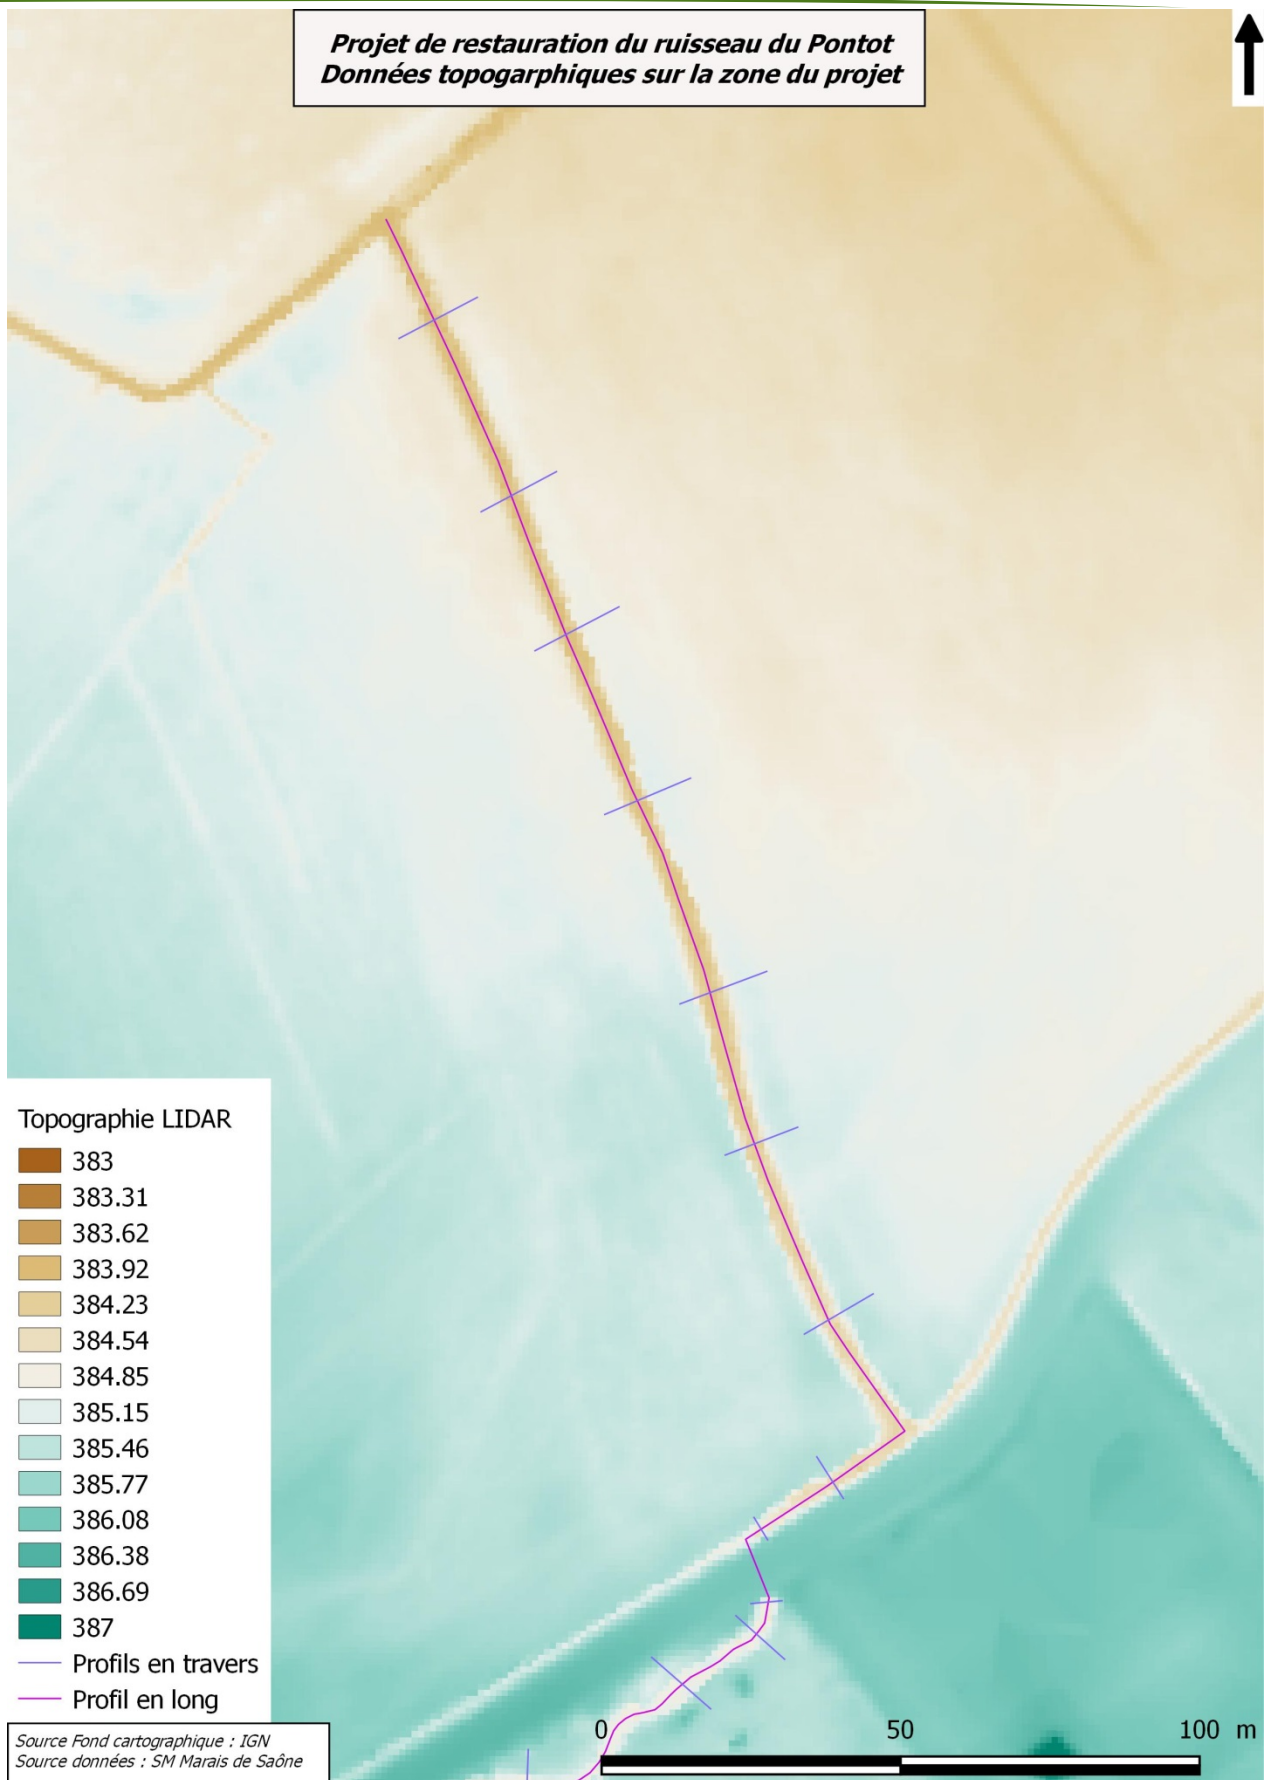 Projet de restauration du ruisseau du Pontot
Données topogarphiques sur la zone du projet
Topographie LIDAR
383
383.31
383.62
383.92
384.23
384.54
384.85
385.15
385.46
385.77
386.08
386.38
386.69
387
Profils en travers
Profil en long
Source Fond cartographique : IGN
Source données : SM Marais de Saône
0 50 100 m